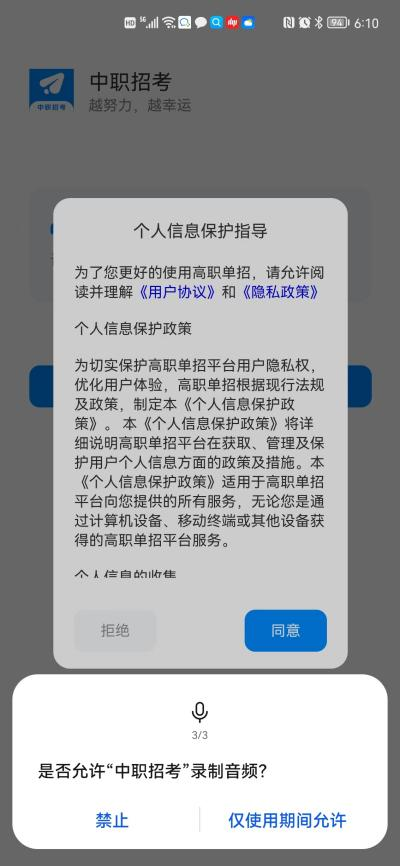 HD 5G 94 6:10
中职招考
中职招考
越努力，越幸运
个人信息保护指导
为了您更好的使用高职单招，请允许阅
读并理解《用户协议》和《隐私政策》
个人信息保护政策
为切实保护高职单招平台用户隐私权，
优化用户体验，高职单招根据现行法规
及政策，制定本《个人信息保护政
策》。 本《个人信息保护政策》将详
细说明高职单招平台在获取、管理及保
护用户个人信息方面的政策及措施。本
《个人信息保护政策》适用于高职单招
平台向您提供的所有服务，无论您是通
过计算机设备、移动终端或其他设备获
得的高职单招平台服务。
个人信息的收集
拒绝
同意
3/3
是否允许“中职招考”录制音频？
禁止
仅使用期间允许